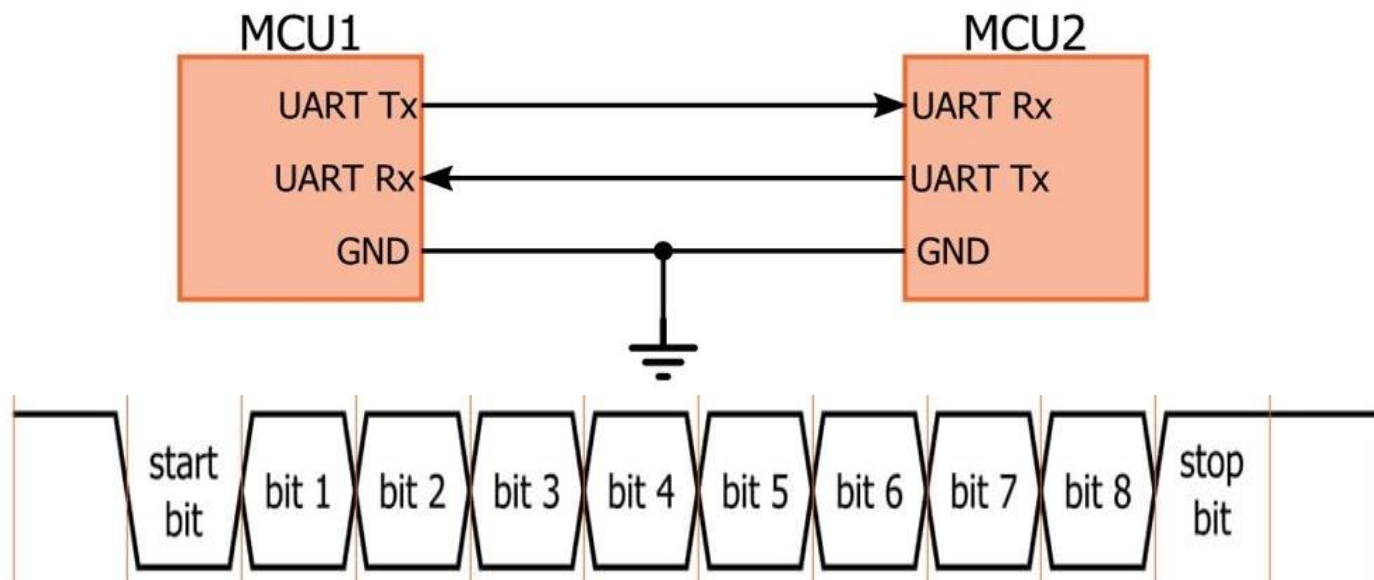 MCU1 MCU2
UART Tx UART Rx
UART Rx UART Tx
GND GND
start
bit
bit 1 bit 2 bit 3 bit 4 bit 5 bit 6 bit 7 bit 8
stop
bit